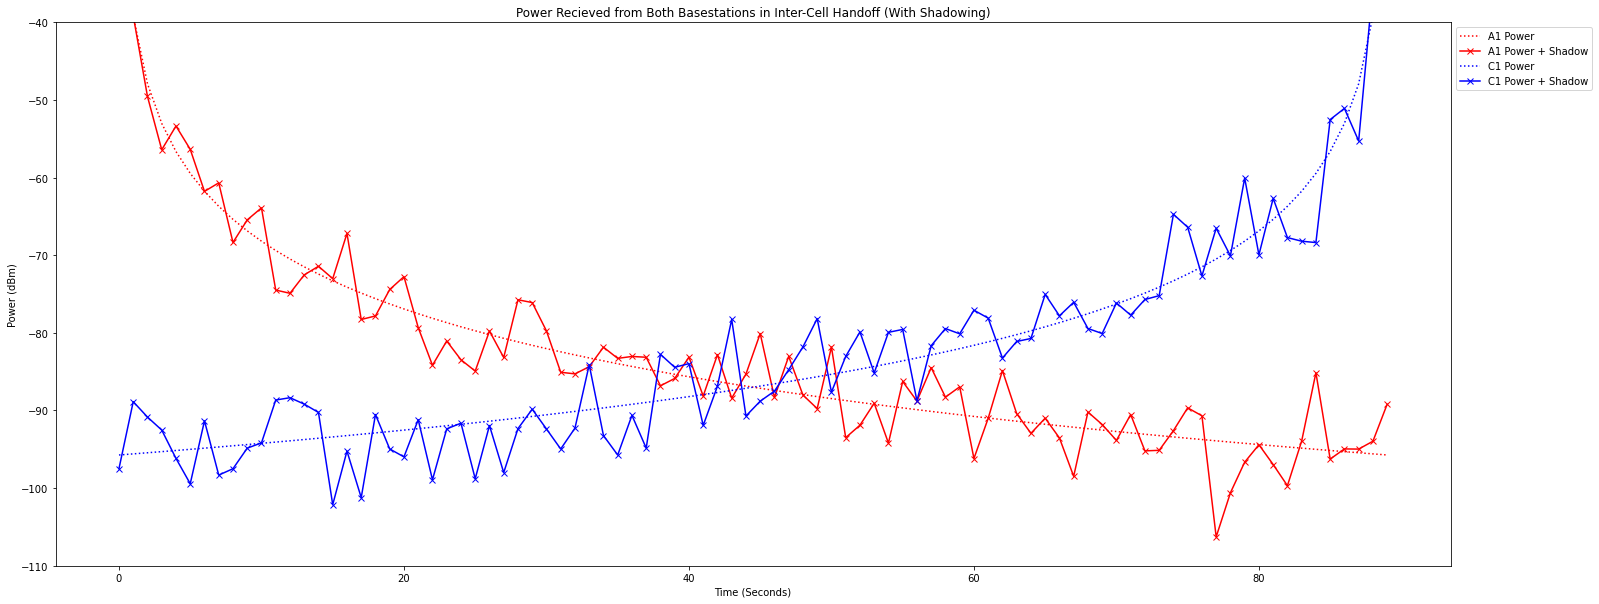 Power Recieved from Both Basestations in Inter-Cell Handoff (With Shadowing)
A1 Power
A1 Power + Shadow
C1 Power
C1 Power + Shadow
Power (dBm)
−40
−50
−60
−70
−80
−90
−100
−110
0 20 40 60 80
Time (Seconds)